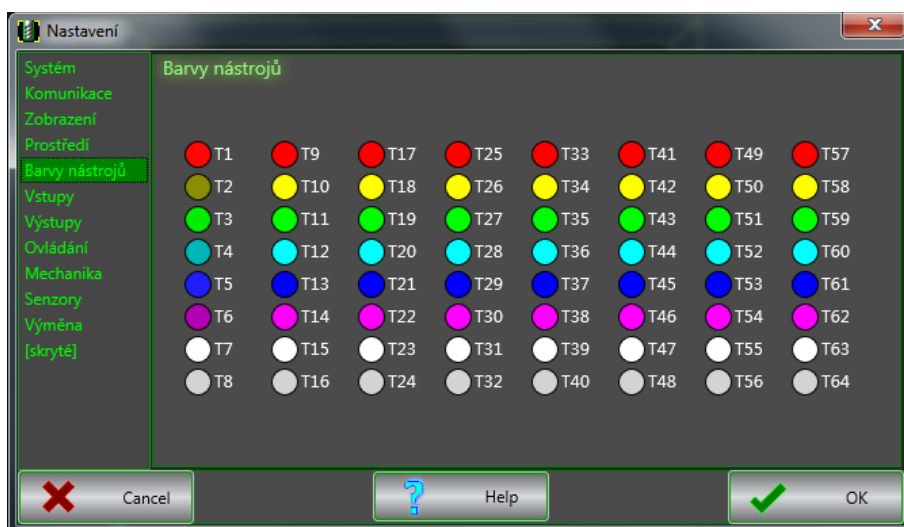 Nastavení
Systém
Komunikace
Zobrazení
Prostředí
Barvy nástrojů
Vstupy
Výstupy
Ovládání
Mechanika
Senzory
Výměna
[skryté]
Barvy nástrojů
T1 T9 T17 T25 T33 T41 T49 T57
T2 T10 T18 T26 T34 T42 T50 T58
T3 T11 T19 T27 T35 T43 T51 T59
T4 T12 T20 T28 T36 T44 T52 T60
T5 T13 T21 T29 T37 T45 T53 T61
T6 T14 T22 T30 T38 T46 T54 T62
T7 T15 T23 T31 T39 T47 T55 T63
T8 T16 T24 T32 T40 T48 T56 T64
Cancel Help OK